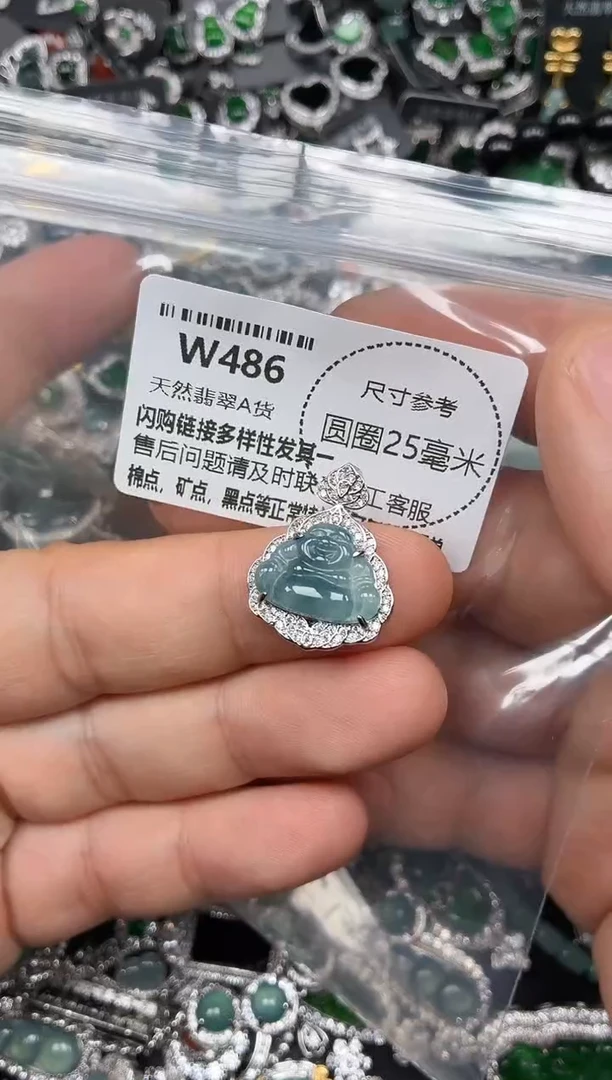 W486
天然翡翠A货
闪购链接多样性发其一
售后问题请及时联
工客服
棉点，矿点，黑点等正常
尺寸参考
圆圈25毫米